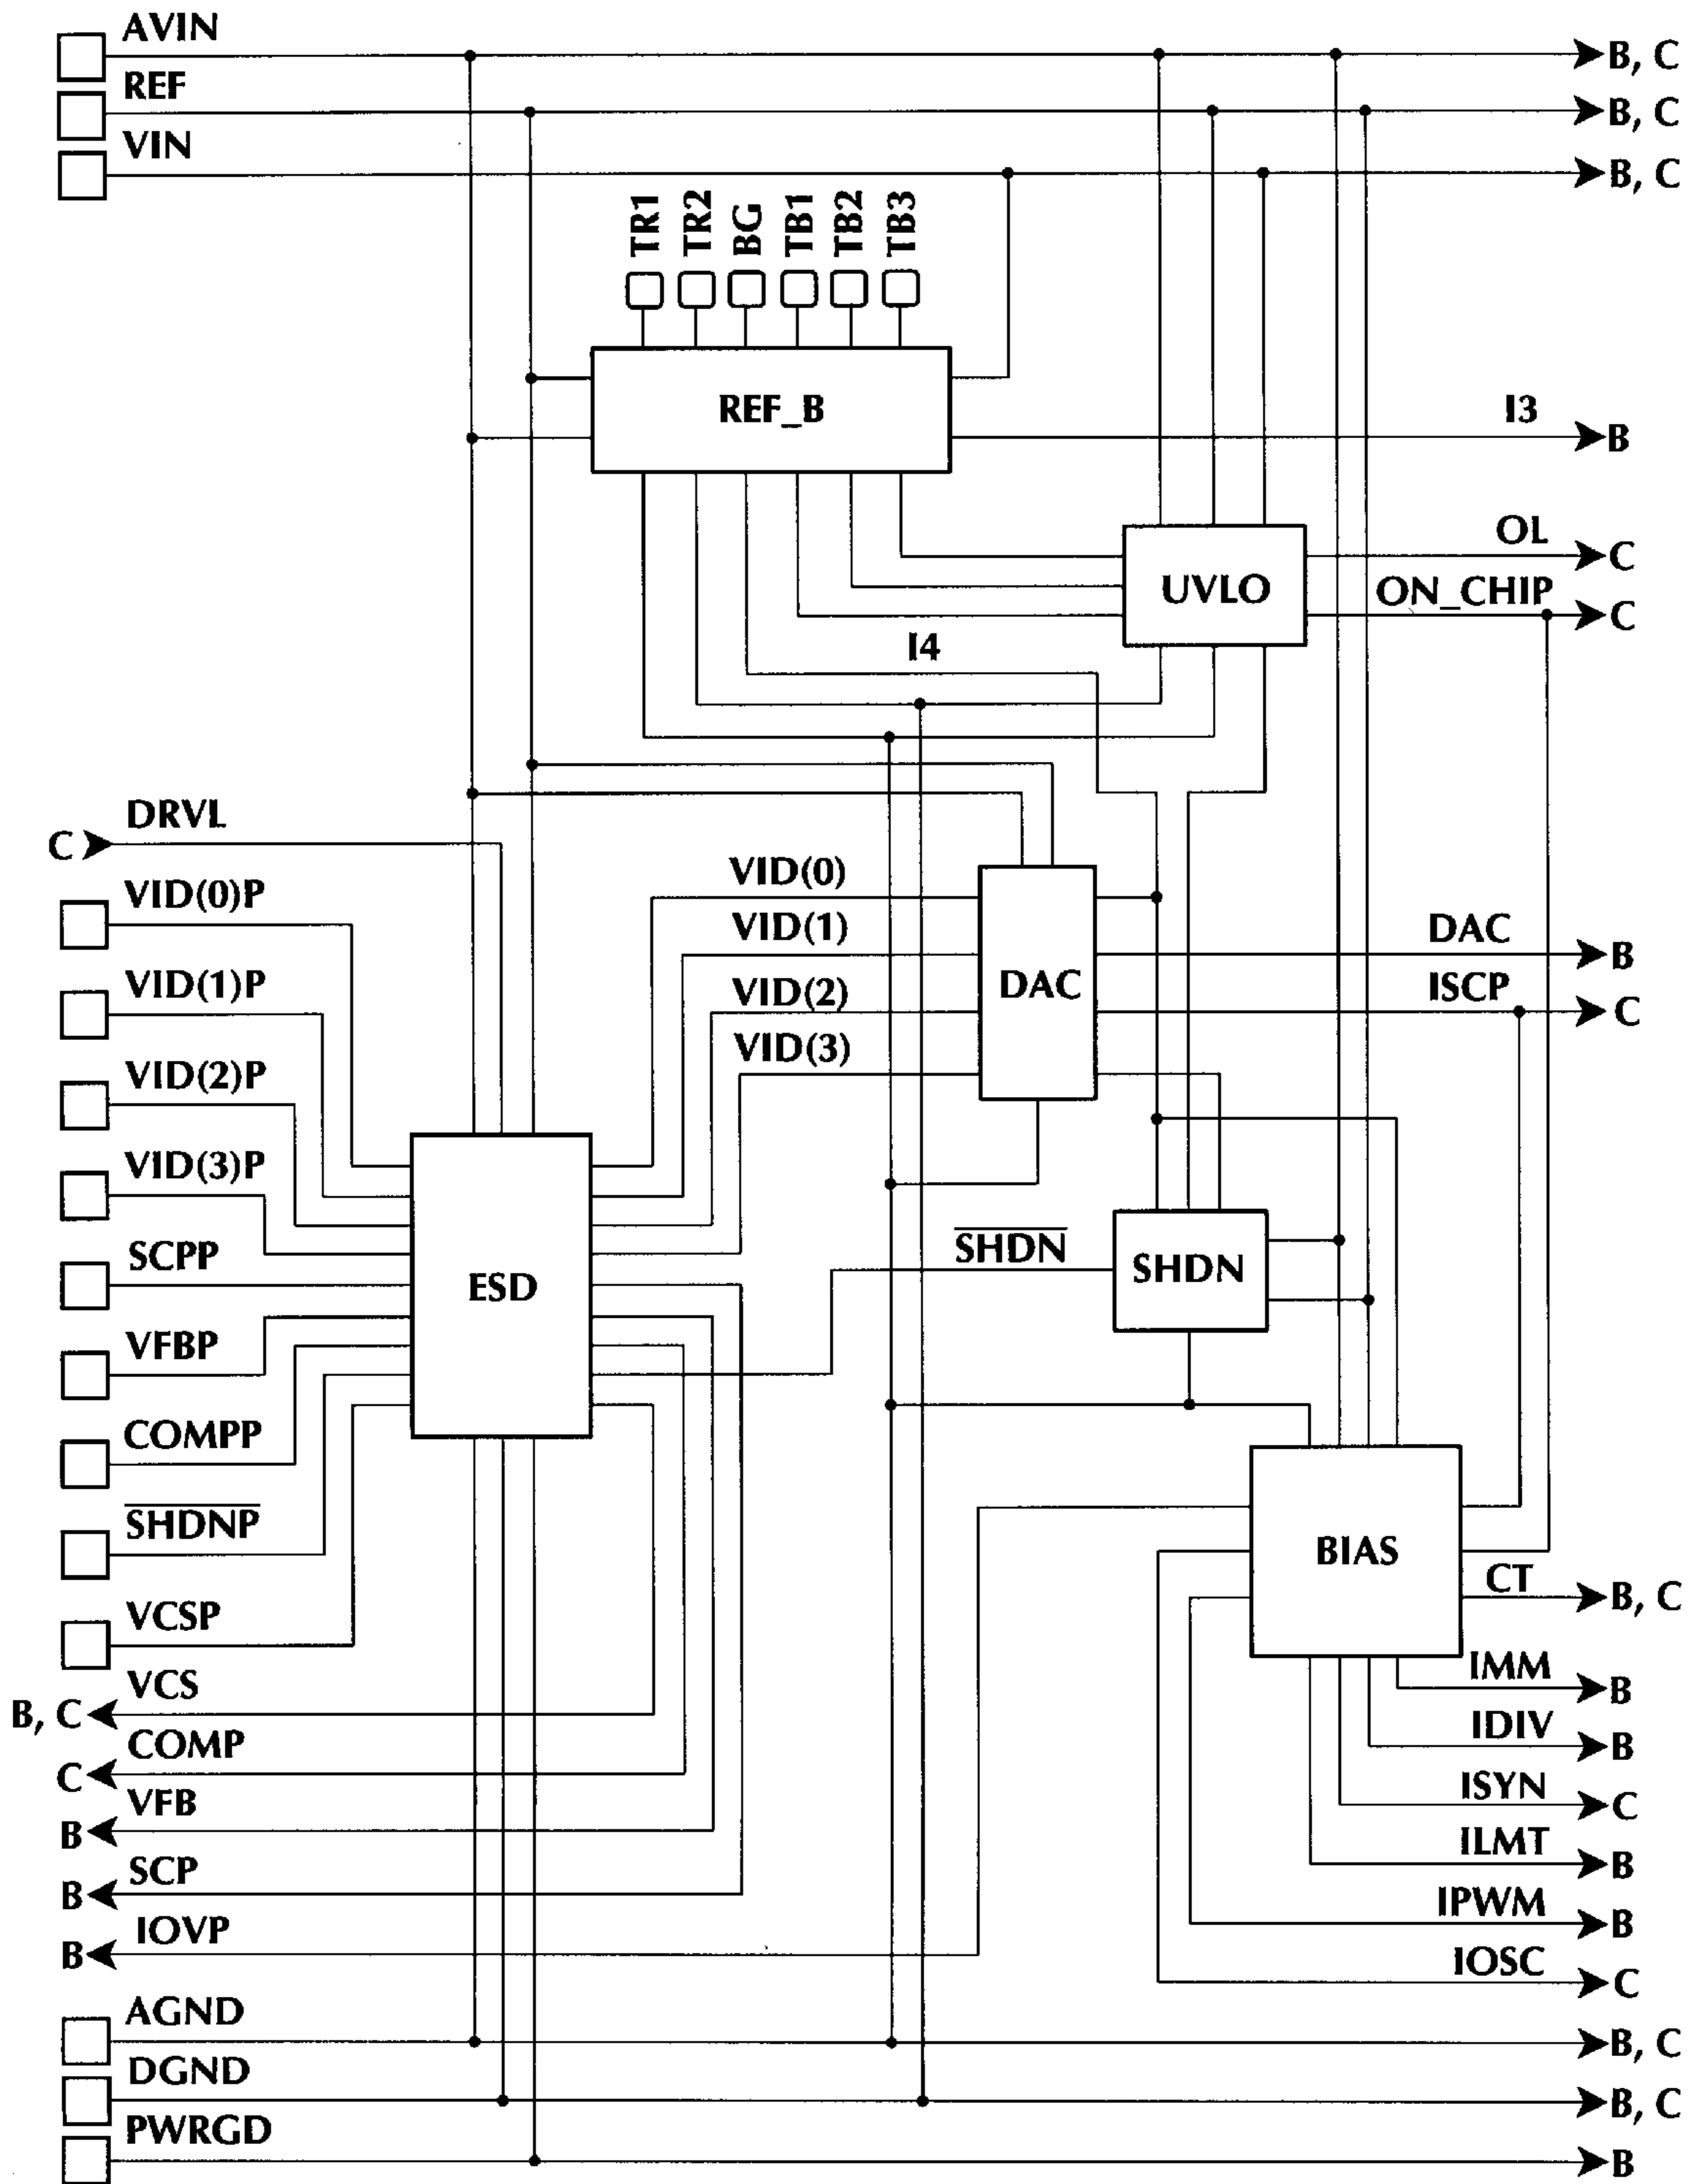 AVIN
B, C
REF
B, C
VIN
B, C
TR1
TR2
BG
TB1
TB2
TB3
REF_B
I3
B
OL
C
UVLO
ON_CHIP
C
I4
DRVL
C
VID(0)P
VID(0)
VID(1)
DAC
B
VID(1)P
DAC
VID(2)
ISCP
C
VID(3)
VID(2)P
VID(3)P
SCPP
SHDN
SHDN
ESD
VFBP
COMPP
SHDNP
BIAS
CT
B, C
VCSP
IMM
B
VCS
B, C
IDIV
B
COMP
C
ISYN
C
VFB
B
ILMT
B
SCP
B
IPWM
B
IOVP
B
IOSC
C
AGND
B, C
DGND
B, C
PWRGD
B